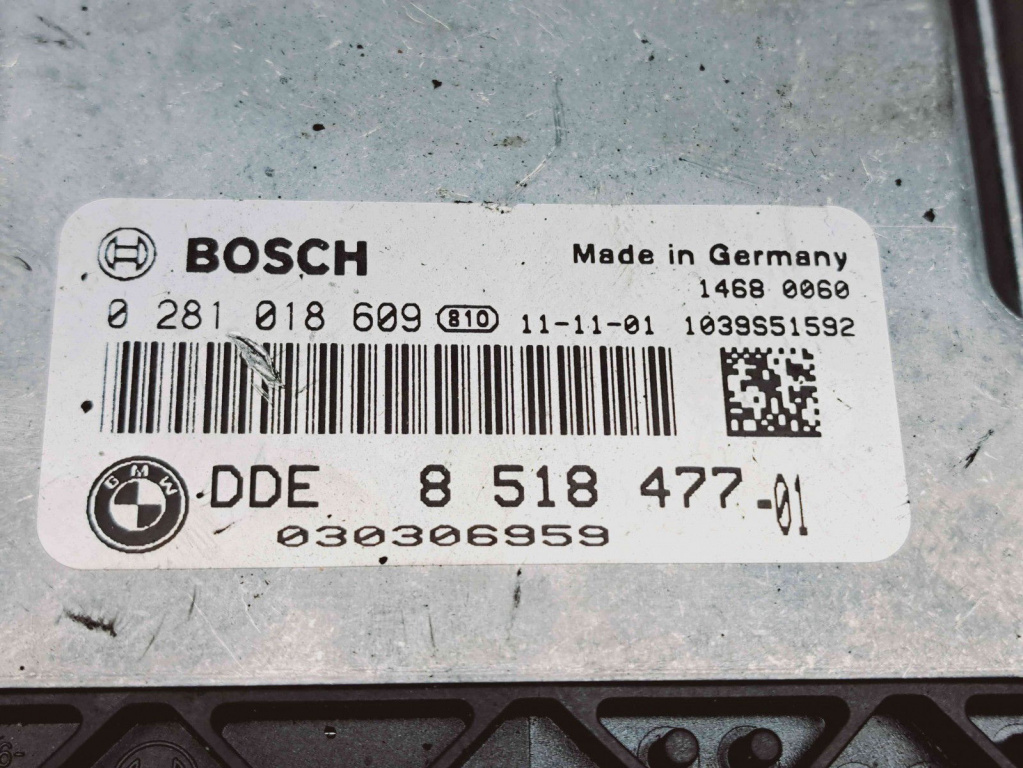 BOSCH
Made in Germany
1468 0060
0 281 018 609 810 11-11-01 1039S51592
BMW DDE 8 518 477-01
030306959